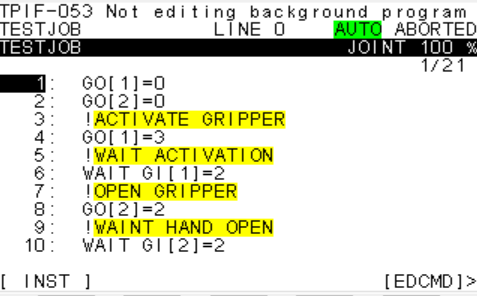 TPIF-053 Not editing background program
TESTJOB LINE 0 AUTO ABORTED
TESTJOB JOINT 100 %
1/21
1: GO[1]=0
2: GO[2]=0
3: !ACTIVATE GRIPPER
4: GO[1]=3
5: !WAIT ACTIVATION
6: WAIT GI[1]=2
7: !OPEN GRIPPER
8: GO[2]=2
9: !WAINT HAND OPEN
10: WAIT GI[2]=2
[ INST ] [EDCMD]>